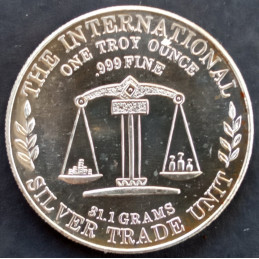 THE INTERNATIONAL
ONE TROY OUNCE
.999 FINE
31.1 GRAMS
SILVER TRADE UNIT